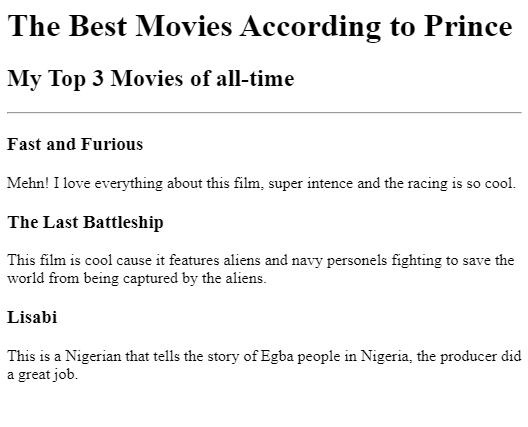 The Best Movies According to Prince
My Top 3 Movies of all-time
Fast and Furious
Mehn! I love everything about this film, super intence and the racing is so cool.
The Last Battleship
This film is cool cause it features aliens and navy personels fighting to save the
world from being captured by the aliens.
Lisabi
This is a Nigerian that tells the story of Egba people in Nigeria, the producer did
a great job.